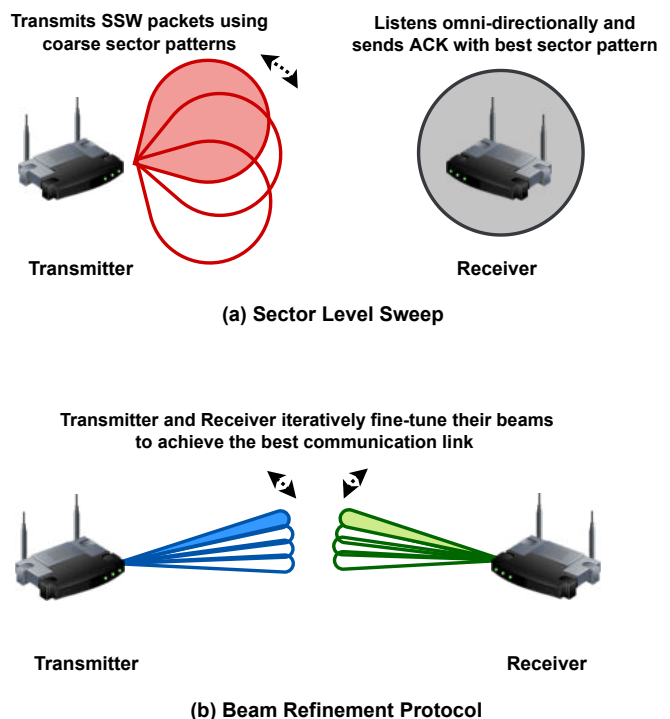 Transmits SSW packets using
coarse sector patterns
Listens omni-directionally and
sends ACK with best sector pattern
Transmitter
Receiver
(a) Sector Level Sweep
Transmitter and Receiver iteratively fine-tune their beams
to achieve the best communication link
Transmitter
Receiver
(b) Beam Refinement Protocol